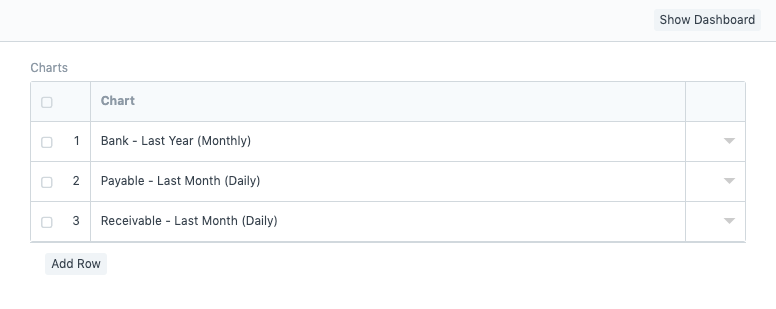 Show Dashboard
Charts
Chart
1 Bank - Last Year (Monthly)
2 Payable - Last Month (Daily)
3 Receivable - Last Month (Daily)
Add Row